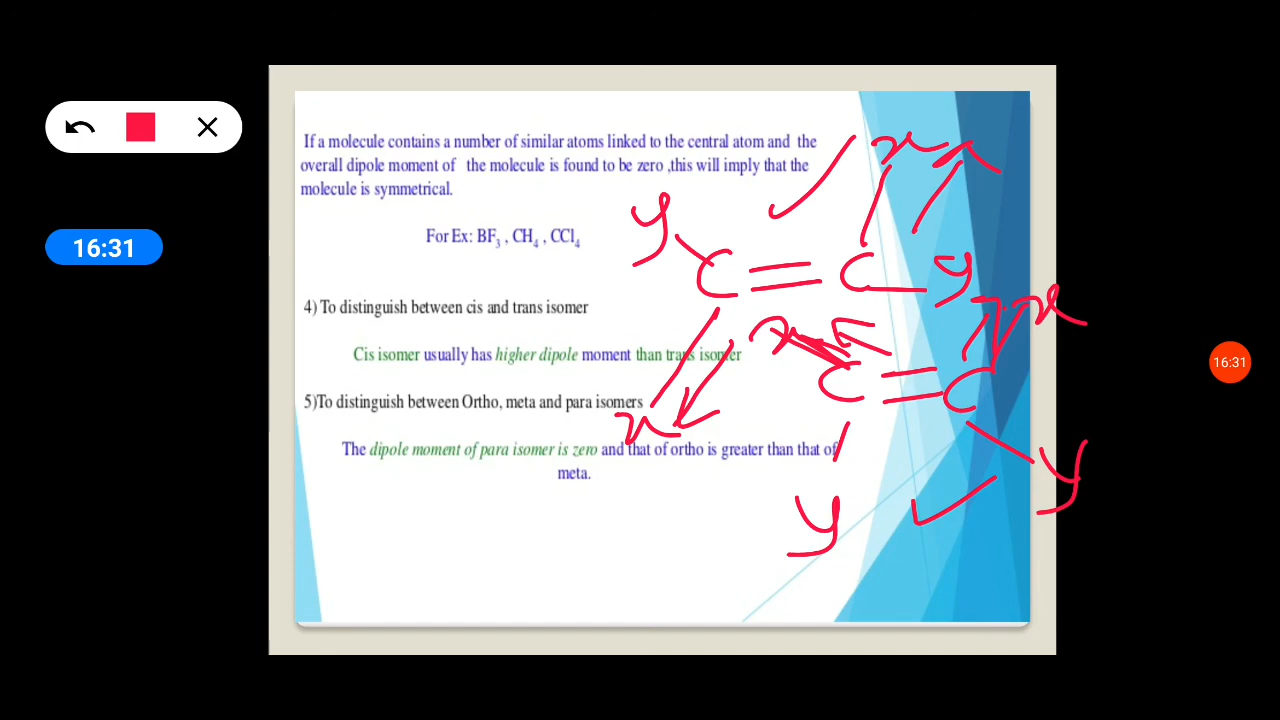 16:31
If a molecule contains a number of similar atoms linked to the central atom and the
overall dipole moment of the molecule is found to be zero ,this will imply that the
molecule is symmetrical.
For Ex: BF₃ , CH₄ , CCl₄
4) To distinguish between cis and trans isomer
Cis isomer usually has higher dipole moment than trans isomer
5)To distinguish between Ortho, meta and para isomers
The dipole moment of para isomer is zero and that of ortho is greater than that of
meta.
x
y
C = C
y
x
x x
C = C
y y
16:31